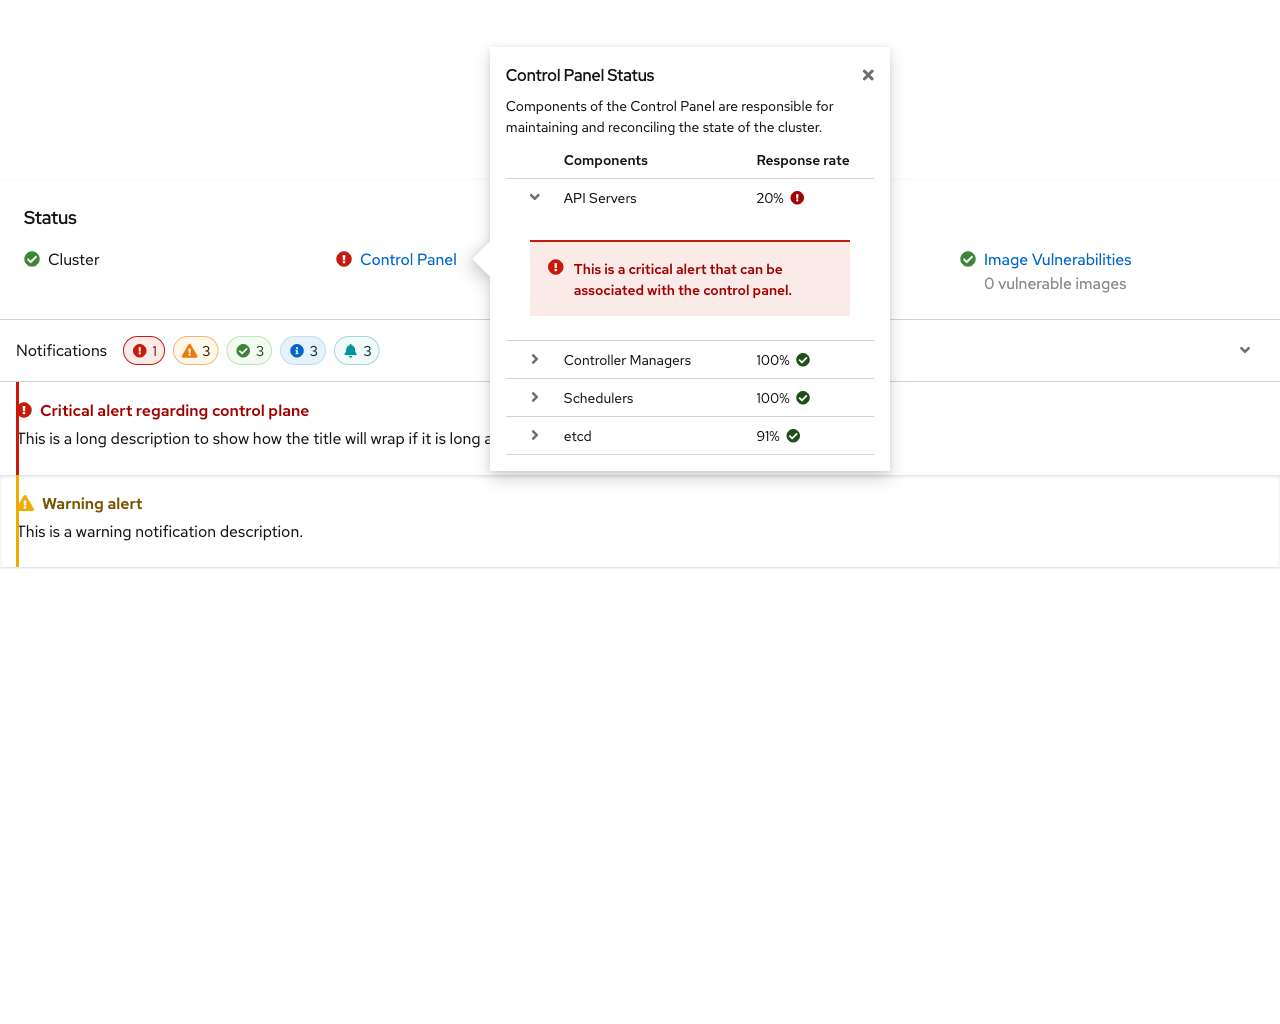 Control Panel Status
Components of the Control Panel are responsible for
maintaining and reconciling the state of the cluster.
Components Response rate
API Servers 20%
This is a critical alert that can be
associated with the control panel.
Controller Managers 100%
Schedulers 100%
etcd 91%
Status
Cluster
Control Panel
Image Vulnerabilities
0 vulnerable images
Notifications 1 3 3 3 3
Critical alert regarding control plane
This is a long description to show how the title will wrap if it is long
Warning alert
This is a warning notification description.